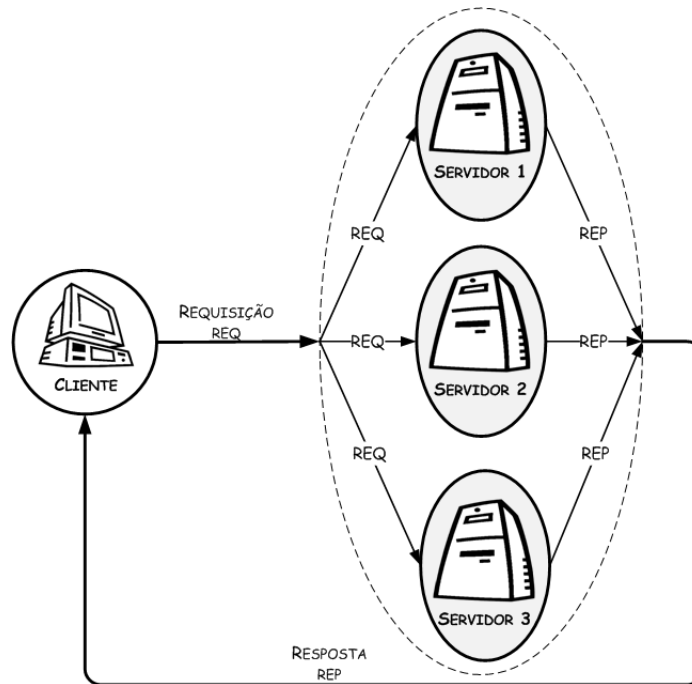 SERVIDOR 1
REQ
REP
REQUISIÇÃO
REQ
REQ
REP
CLIENTE
SERVIDOR 2
REQ
REP
SERVIDOR 3
RESPOSTA
REP